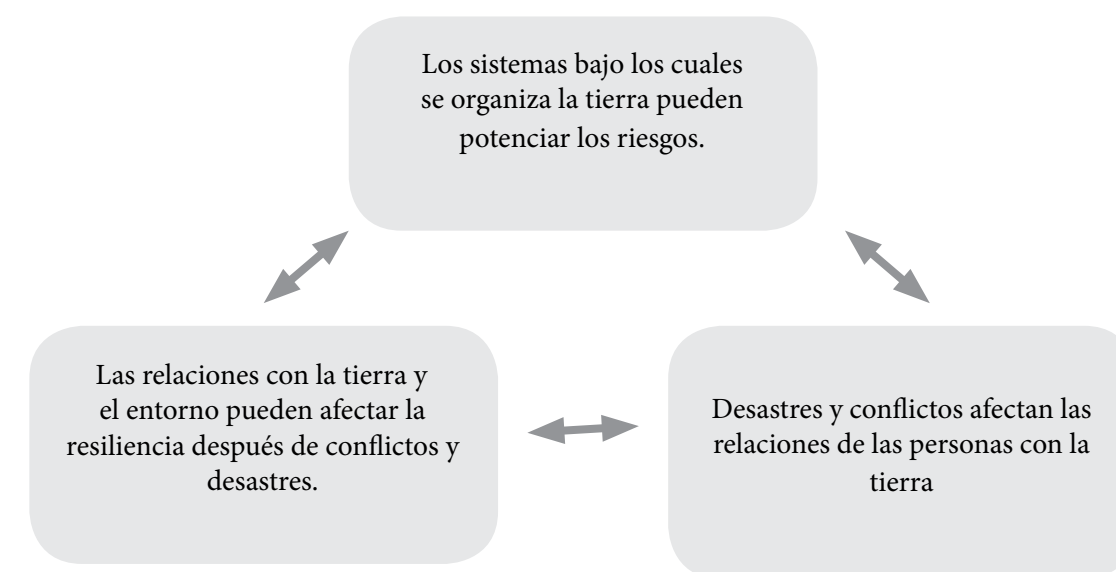 Los sistemas bajo los cuales
se organiza la tierra pueden
potenciar los riesgos.
Las relaciones con la tierra y
el entorno pueden afectar la
resiliencia después de conflictos y
desastres.
Desastres y conflictos afectan las
relaciones de las personas con la
tierra